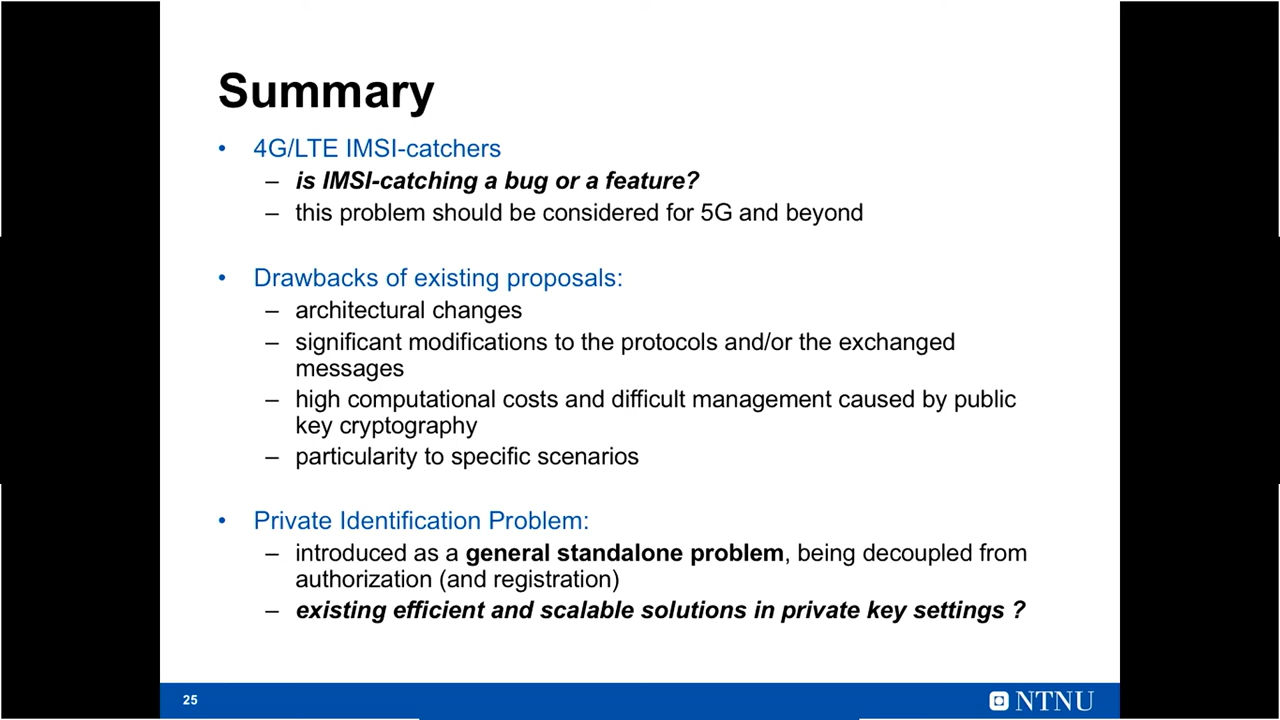 Summary
• 4G/LTE IMSI-catchers
– is IMSI-catching a bug or a feature?
– this problem should be considered for 5G and beyond
• Drawbacks of existing proposals:
– architectural changes
– significant modifications to the protocols and/or the exchanged
messages
– high computational costs and difficult management caused by public
key cryptography
– particularity to specific scenarios
• Private Identification Problem:
– introduced as a general standalone problem, being decoupled from
authorization (and registration)
– existing efficient and scalable solutions in private key settings ?
25
NTNU